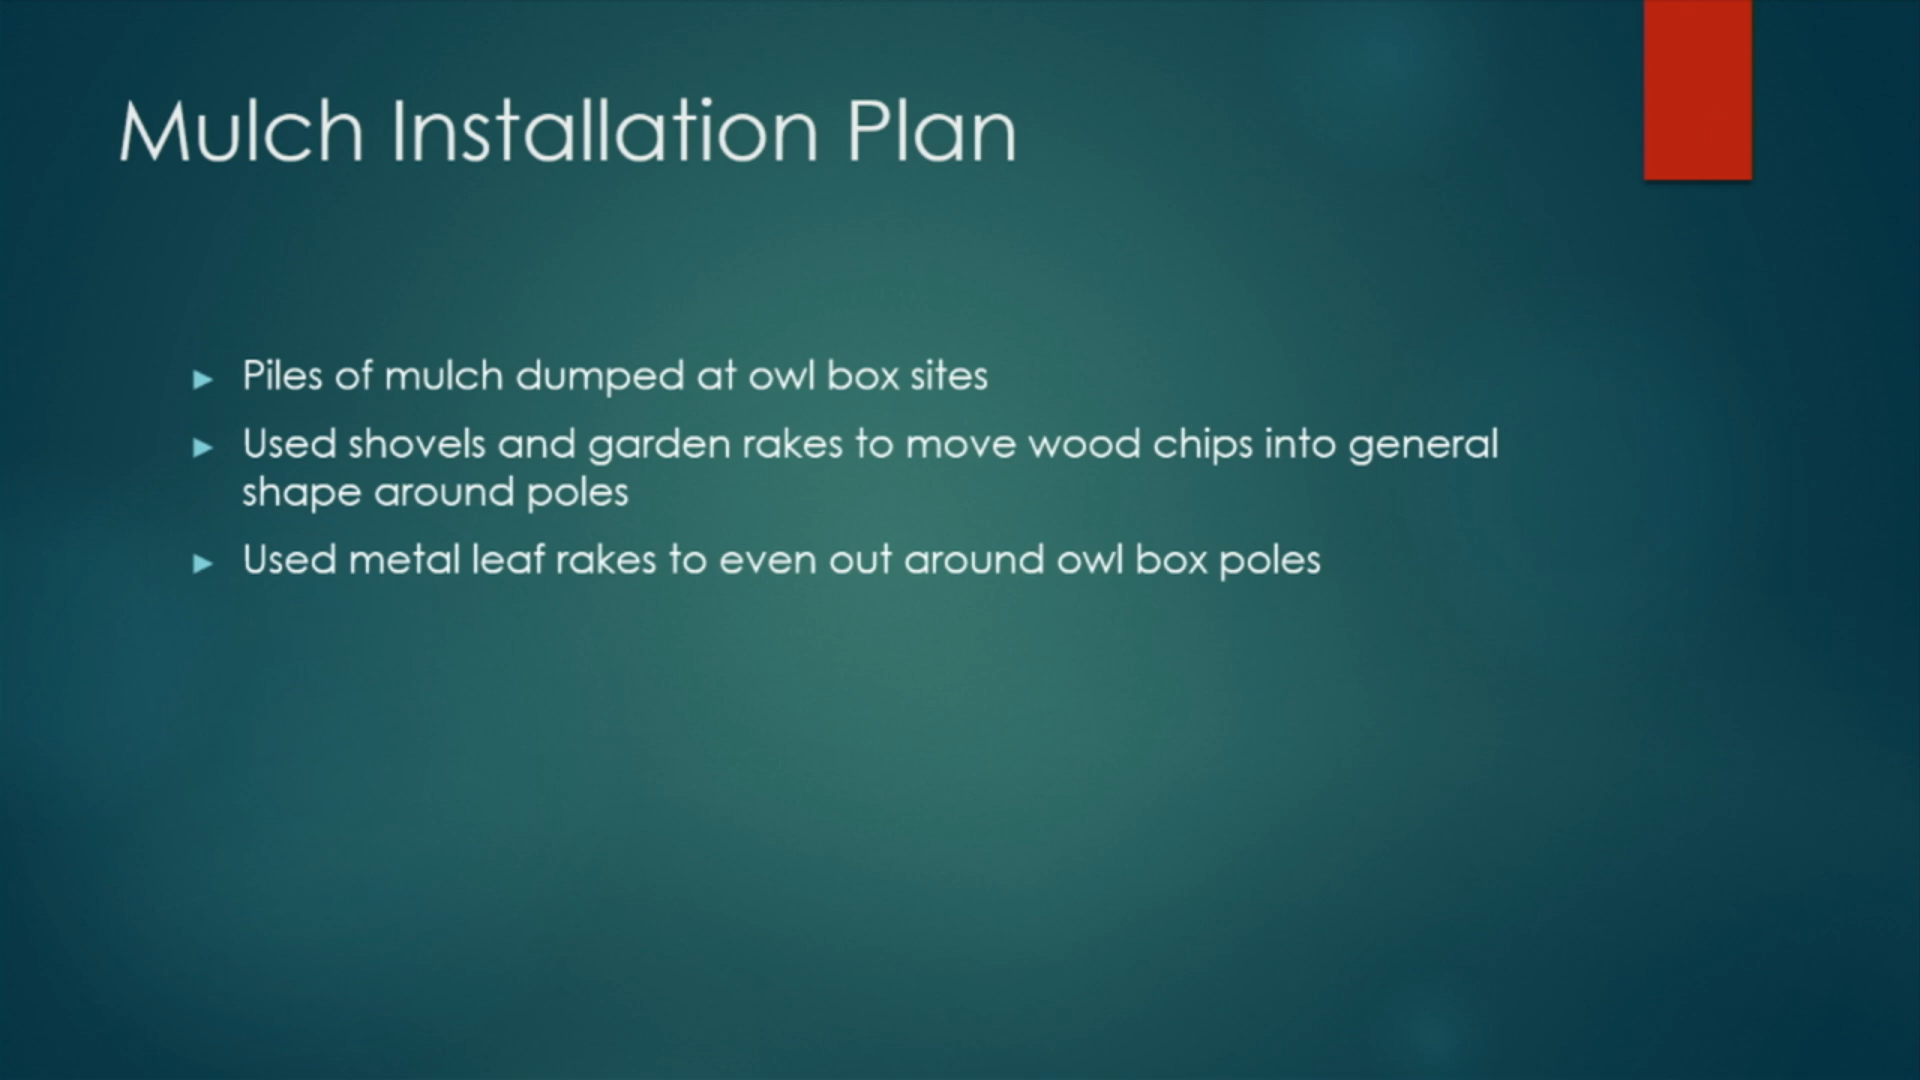 Mulch Installation Plan
Piles of mulch dumped at owl box sites
Used shovels and garden rakes to move wood chips into general
shape around poles
Used metal leaf rakes to even out around owl box poles